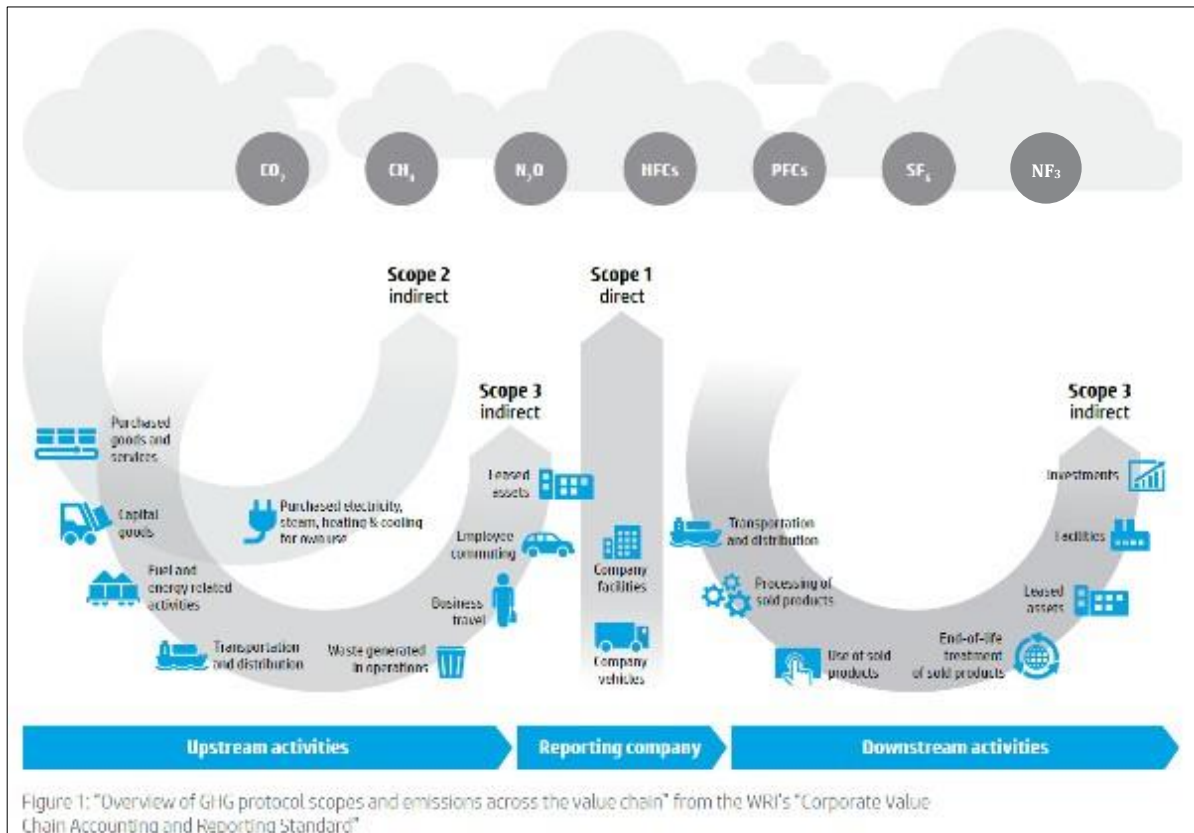 CO₂
CH₄
N₂O
HFCs
PFCs
SF₆
NF₃
Scope 2
indirect
Scope 1
direct
Scope 3
indirect
Scope 3
indirect
Purchased
goods and
services
Capital
goods
Fuel and
energy related
activities
Transportation
and distribution
Purchased electricity,
steam, heating & cooling
for own use
Waste generated
in operations
Business
travel
Employee
commuting
Leased
assets
Company
facilities
Company
vehicles
Transportation
and distribution
Processing of
sold products
Use of sold
products
End-of-life
treatment
of sold products
Leased
assets
Facilities
Investments
Upstream activities
Reporting company
Downstream activities
Figure 1: "Overview of GHG protocol scopes and emissions across the value chain" from the WRI's "Corporate Value
Chain Accounting and Reporting Standard"